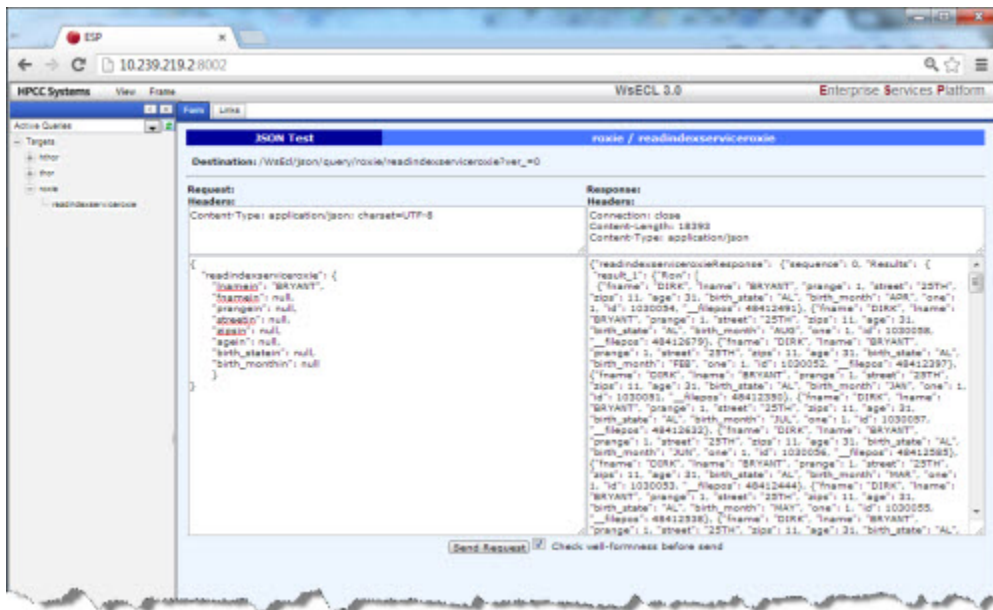 ESP
10.239.219.2:8002
HPCC Systems View Frame WsECL 3.0 Enterprise Services Platform
Form Links
Active Queries
Targets
hthor
thor
roxie
readindexserviceroxie
JSON Test roxie / readindexserviceroxie
Destination: /WsEcl/json/query/roxie/readindexserviceroxie?ver_=0
Request:
Headers:
Content-Type: application/json; charset=UTF-8
{
"readindexserviceroxie": {
"lnamein": "BRYANT",
"fnamein": null,
"prangein": null,
"streetin": null,
"zipsin": null,
"agein": null,
"birth_statein": null,
"birth_monthin": null
}
}
Response:
Headers:
Connection: close
Content-Length: 18393
Content-Type: application/json
{"readindexserviceroxieResponse": {"sequence": 0, "Results": {
"result_1": {"Row": [
{"fname": "DIRK", "lname": "BRYANT", "prange": 1, "street": "25TH",
"zips": 11, "age": 31, "birth_state": "AL", "birth_month": "APR", "one":
1, "id": 1030054, "__filepos": 48412491}, {"fname": "DIRK", "lname":
"BRYANT", "prange": 1, "street": "25TH", "zips": 11, "age": 31,
"birth_state": "AL", "birth_month": "AUG", "one": 1, "id": 1030058,
"__filepos": 48412679}, {"fname": "DIRK", "lname": "BRYANT",
"prange": 1, "street": "25TH", "zips": 11, "age": 31, "birth_state": "AL",
"birth_month": "FEB", "one": 1, "id": 1030052, "__filepos": 48412397},
{"fname": "DIRK", "lname": "BRYANT", "prange": 1, "street": "25TH",
"zips": 11, "age": 31, "birth_state": "AL", "birth_month": "JAN", "one": 1,
"id": 1030051, "__filepos": 48412350}, {"fname": "DIRK", "lname":
"BRYANT", "prange": 1, "street": "25TH", "zips": 11, "age": 31,
"birth_state": "AL", "birth_month": "JUL", "one": 1, "id": 1030057,
"__filepos": 48412632}, {"fname": "DIRK", "lname": "BRYANT",
"prange": 1, "street": "25TH", "zips": 11, "age": 31, "birth_state": "AL",
"birth_month": "JUN", "one": 1, "id": 1030056, "__filepos": 48412585},
{"fname": "DIRK", "lname": "BRYANT", "prange": 1, "street": "25TH",
"zips": 11, "age": 31, "birth_state": "AL", "birth_month": "MAR", "one":
1, "id": 1030053, "__filepos": 48412444}, {"fname": "DIRK", "lname":
"BRYANT", "prange": 1, "street": "25TH", "zips": 11, "age": 31,
"birth_state": "AL", "birth_month": "MAY", "one": 1, "id": 1030055,
"__filepos": 48412538}, {"fname": "DIRK", "lname": "BRYANT",
"prange": 1, "street": "25TH", "zips": 11, "age": 31, "birth_state": "AL",
Send Request Check well-formness before send